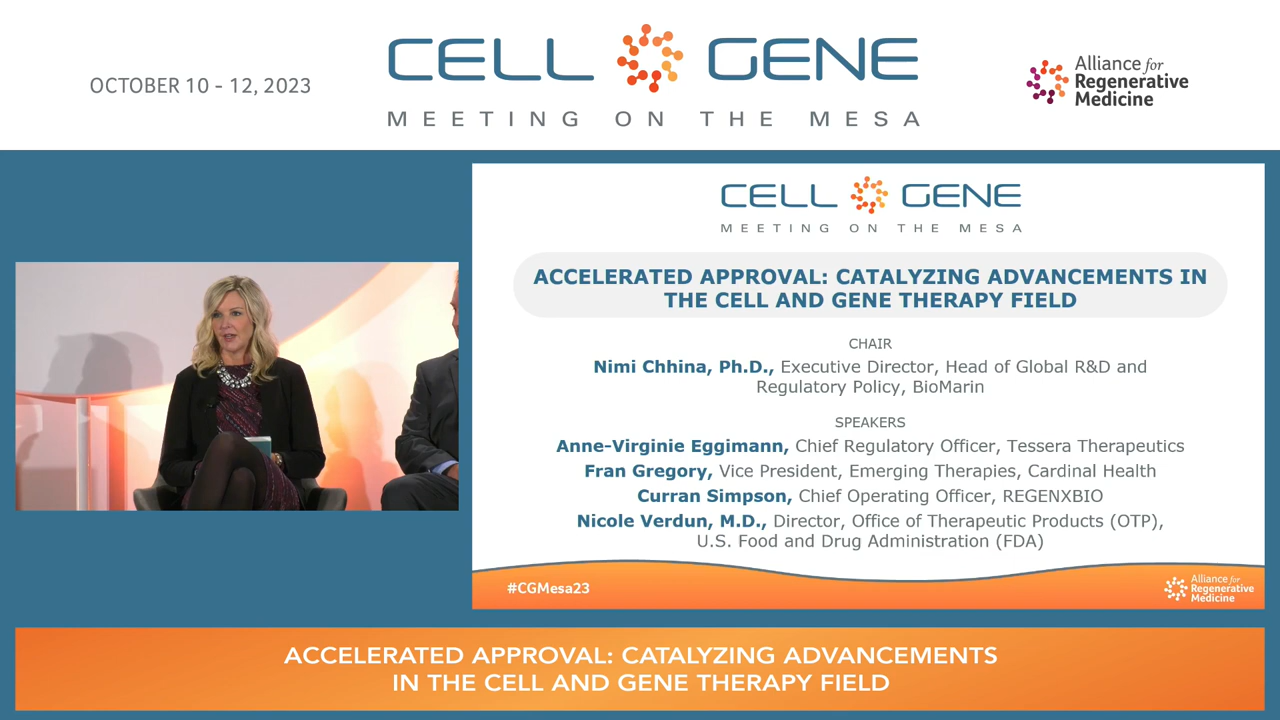 OCTOBER 10 - 12, 2023
CELL GENE
MEETING ON THE MESA
Alliance for
Regenerative
Medicine
CELL GENE
MEETING ON THE MESA
ACCELERATED APPROVAL: CATALYZING ADVANCEMENTS IN
THE CELL AND GENE THERAPY FIELD
CHAIR
Nimi Chhina, Ph.D., Executive Director, Head of Global R&D and
Regulatory Policy, BioMarin
SPEAKERS
Anne-Virginie Eggimann, Chief Regulatory Officer, Tessera Therapeutics
Fran Gregory, Vice President, Emerging Therapies, Cardinal Health
Curran Simpson, Chief Operating Officer, REGENXBIO
Nicole Verdun, M.D., Director, Office of Therapeutic Products (OTP),
U.S. Food and Drug Administration (FDA)
#CGMesa23
Alliance for
Regenerative
Medicine
ACCELERATED APPROVAL: CATALYZING ADVANCEMENTS
IN THE CELL AND GENE THERAPY FIELD